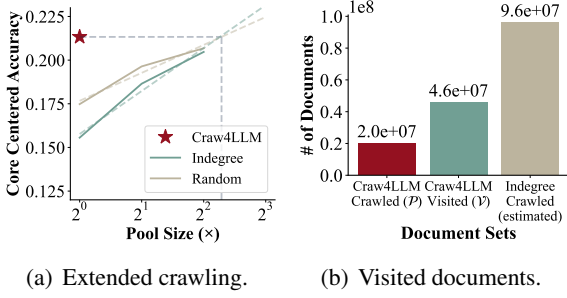 Core Centered Accuracy
0.225
0.200
0.175
0.150
0.125
Craw4LLM
Indegree
Random
2^0
2^1
2^2
2^3
Pool Size (×)
(a) Extended crawling.
1e8
# of Documents
1.0
0.8
0.6
0.4
0.2
0.0
2.0e+07
4.6e+07
9.6e+07
Craw4LLM
Crawled (𝒫)
Craw4LLM
Visited (𝒱)
Indegree
Crawled
(estimated)
Document Sets
(b) Visited documents.